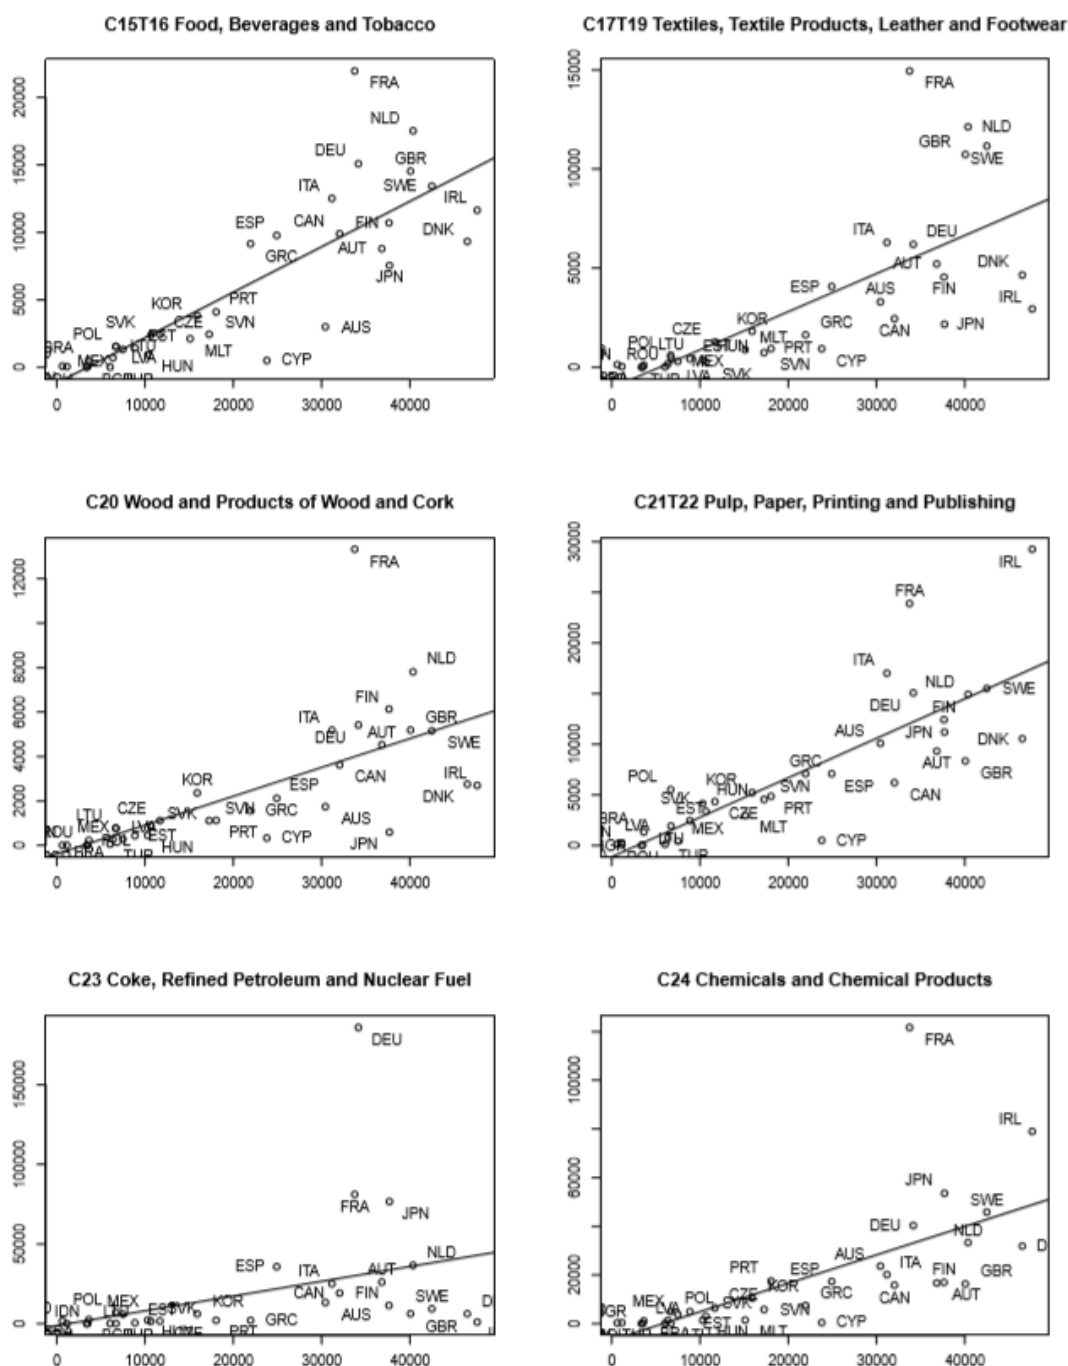 C15T16 Food, Beverages and Tobacco
20000
15000
10000
5000
0
FRA
NLD
DEU
GBR
ITA
SWE
IRL
ESP
CAN
FIN
DNK
GRC
AUT
JPN
KOR
PRT
POL
SVK
CZE
SVN
AUS
EST
MEX
LVA
HUN
MLT
CYP
0 10000 20000 30000 40000
C17T19 Textiles, Textile Products, Leather and Footwear
15000
10000
5000
0
FRA
NLD
GBR
SWE
ITA
DEU
AUT
DNK
ESP
AUS
FIN
IRL
KOR
GRC
CAN
JPN
CZE
MLT
POL
LTU
ROU
MEX
PRT
LVA
SVK
SVN
CYP
0 10000 20000 30000 40000
C20 Wood and Products of Wood and Cork
12000
8000
6000
4000
2000
0
FRA
NLD
FIN
ITA
GBR
DEU
AUT
SWE
KOR
ESP
CAN
IRL
DNK
LTU
CZE
SVK
SVN
GRC
AUS
MEX
EST
PRT
CYP
JPN
BRA
TUR
HUN
0 10000 20000 30000 40000
C21T22 Pulp, Paper, Printing and Publishing
30000
20000
10000
5000
0
IRL
FRA
ITA
NLD
SWE
DEU
FIN
AUS
JPN
DNK
GRC
AUT
GBR
POL
KOR
HUN
SVN
ESP
CAN
SVK
EST
PRT
BRA
LVA
MEX
CZE
MLT
CYP
0 10000 20000 30000 40000
C23 Coke, Refined Petroleum and Nuclear Fuel
150000
100000
50000
0
DEU
FRA
JPN
NLD
ESP
ITA
AUT
CAN
FIN
SWE
POL
MEX
IDN
SVK
KOR
AUS
PRT
GRC
GBR
0 10000 20000 30000 40000
C24 Chemicals and Chemical Products
100000
60000
20000
0
FRA
IRL
JPN
SWE
DEU
NLD
AUS
ITA
PRT
ESP
FIN
GBR
KOR
GRC
CAN
AUT
MEX
POL
CZE
LVA
SVK
SVN
EST
HUN
MLT
CYP
0 10000 20000 30000 40000